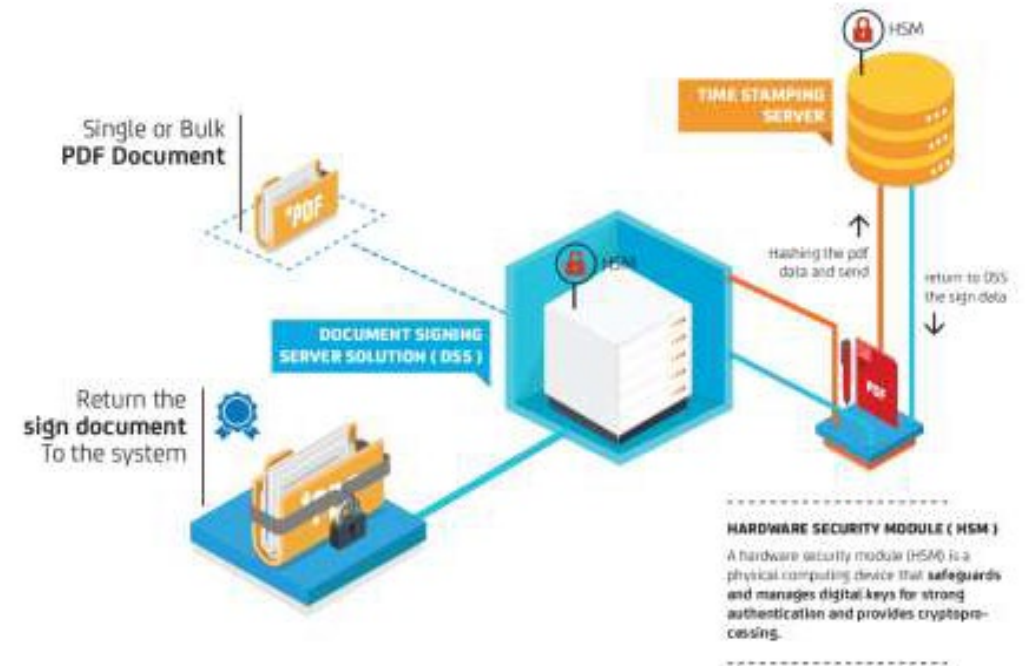 HSM
TIME STAMPING
SERVER
Single or Bulk
PDF Document
PDF
HSM
Hashing the pdf
data and send
return to DSS
the sign data
DOCUMENT SIGNING
SERVER SOLUTION ( DSS )
PDF
Return the
sign document
To the system
HARDWARE SECURITY MODULE ( HSM )
A hardware security module (HSM) is a
physical computing device that safeguards
and manages digital keys for strong
authentication and provides cryptopro-
cessing.